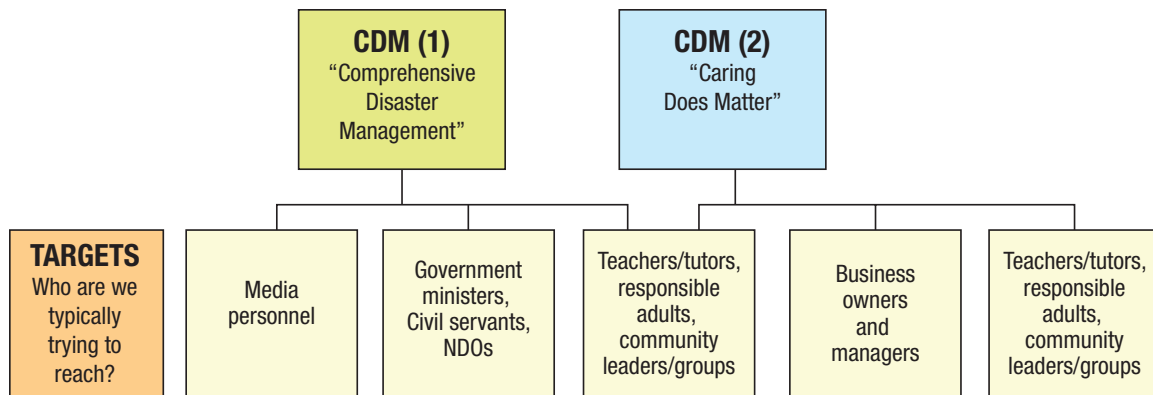 CDM (1)
“Comprehensive
Disaster
Management”
CDM (2)
“Caring
Does Matter”
TARGETS
Who are we
typically
trying to
reach?
Media
personnel
Government
ministers,
Civil servants,
NDOs
Teachers/tutors,
responsible
adults,
community
leaders/groups
Business
owners
and
managers
Teachers/tutors,
responsible
adults,
community
leaders/groups